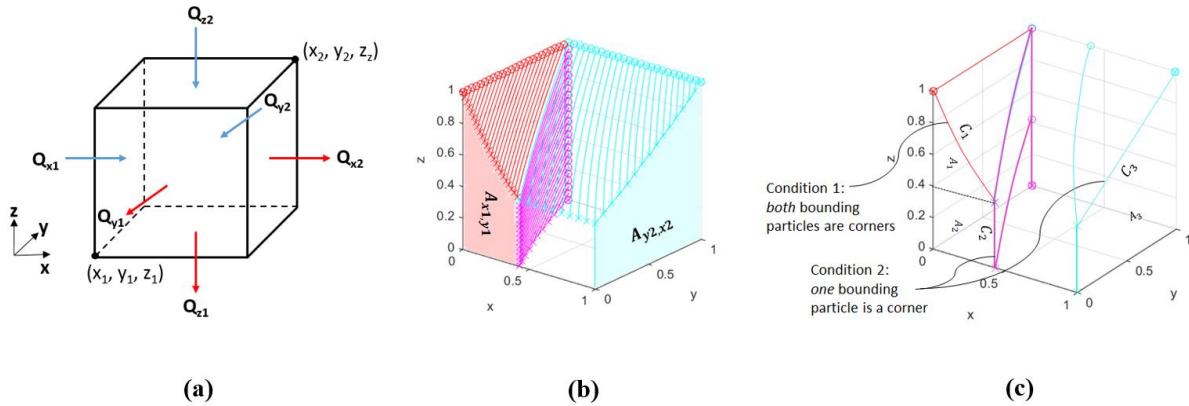 Q_z2
(x_2, y_2, z_z)
Q_y2
Q_x1
Q_x2
Q_y1
z
y
x
(x_1, y_1, z_1)
Q_z1
(a)
1
0.8
0.6
z
0.4
0.2
0
A_x1,y1
A_y2,x2
0
0.5
x
1
0
0.5
y
1
(b)
1
0.8
z
0.6
0.4
0.2
0
C_1
A_1
A_2
C_2
C_3
A_3
Condition 1:
both bounding
particles are corners
Condition 2:
one bounding
particle is a corner
0
0.5
x
1
0
0.5
y
1
(c)